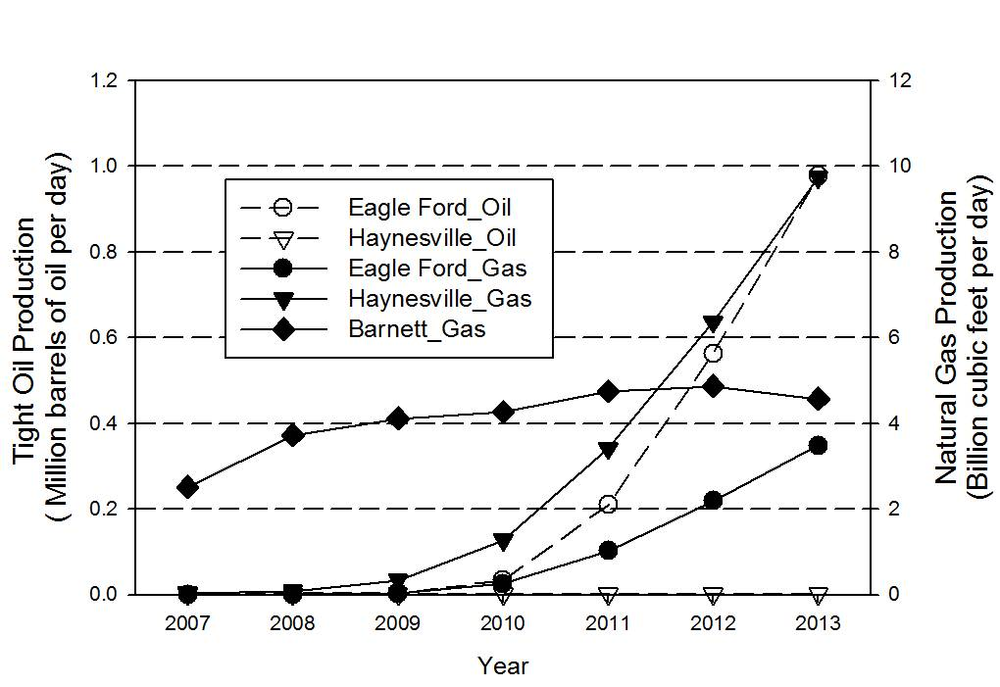 Tight Oil Production
( Million barrels of oil per day)
1.2
1.0
0.8
0.6
0.4
0.2
0.0
Eagle Ford_Oil
Haynesville_Oil
Eagle Ford_Gas
Haynesville_Gas
Barnett_Gas
12
10
8
6
4
2
0
Natural Gas Production
(Billion cubic feet per day)
2007 2008 2009 2010 2011 2012 2013
Year